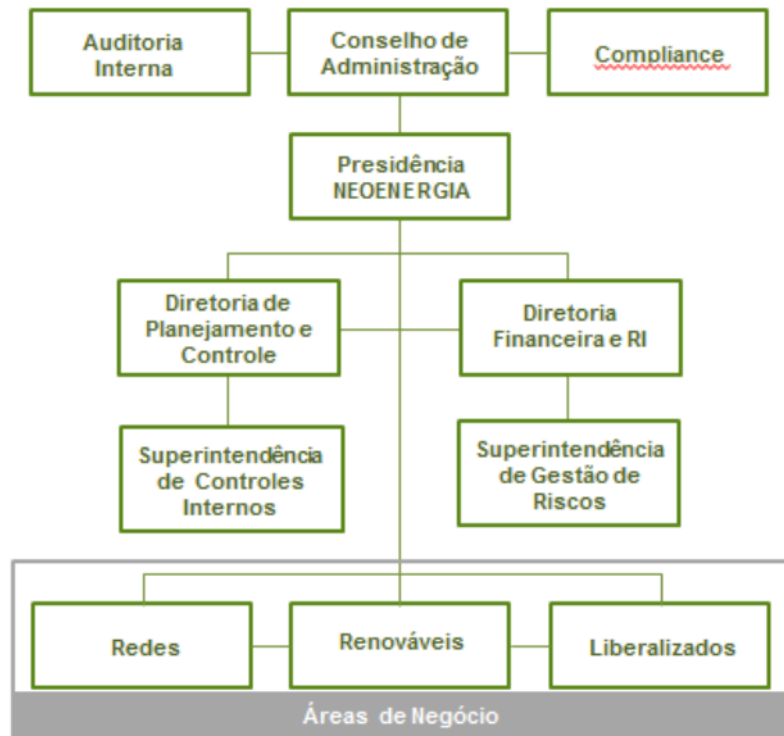 Auditoria
Interna
Conselho de
Administração
Compliance
Presidência
NEOENERGIA
Diretoria de
Planejamento e
Controle
Diretoria
Financeira e RI
Superintendência
de Controles
Internos
Superintendência
de Gestão de
Riscos
Redes
Renováveis
Liberalizados
Áreas de Negócio